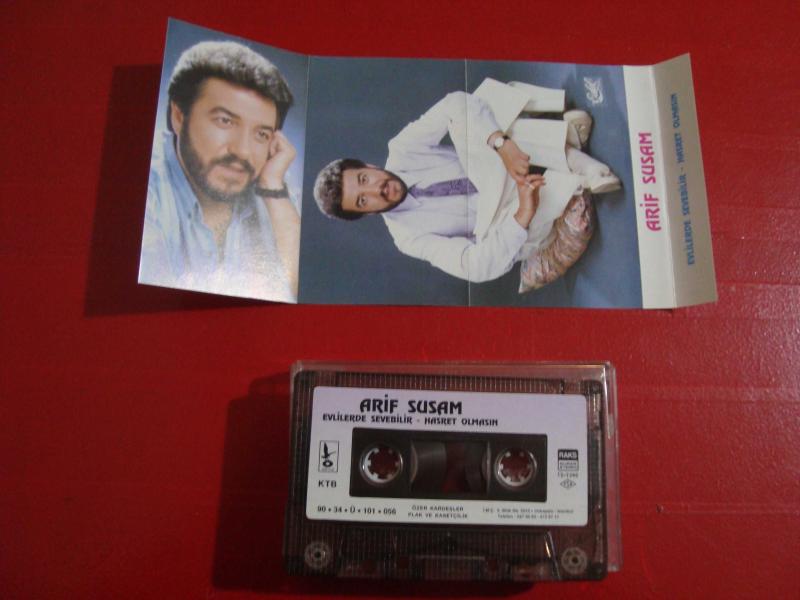 ARİF SUSAM
EVLİLERDE SEVEBİLİR - HASRET OLMASIN
ARİF SUSAM
EVLİLERDE SEVEBİLİR - HASRET OLMASIN
KTB
RAKS
90 • 34 • Ü • 101 • 056
ÖZER KARDEŞLER
PLAK VE KASETÇİLİK